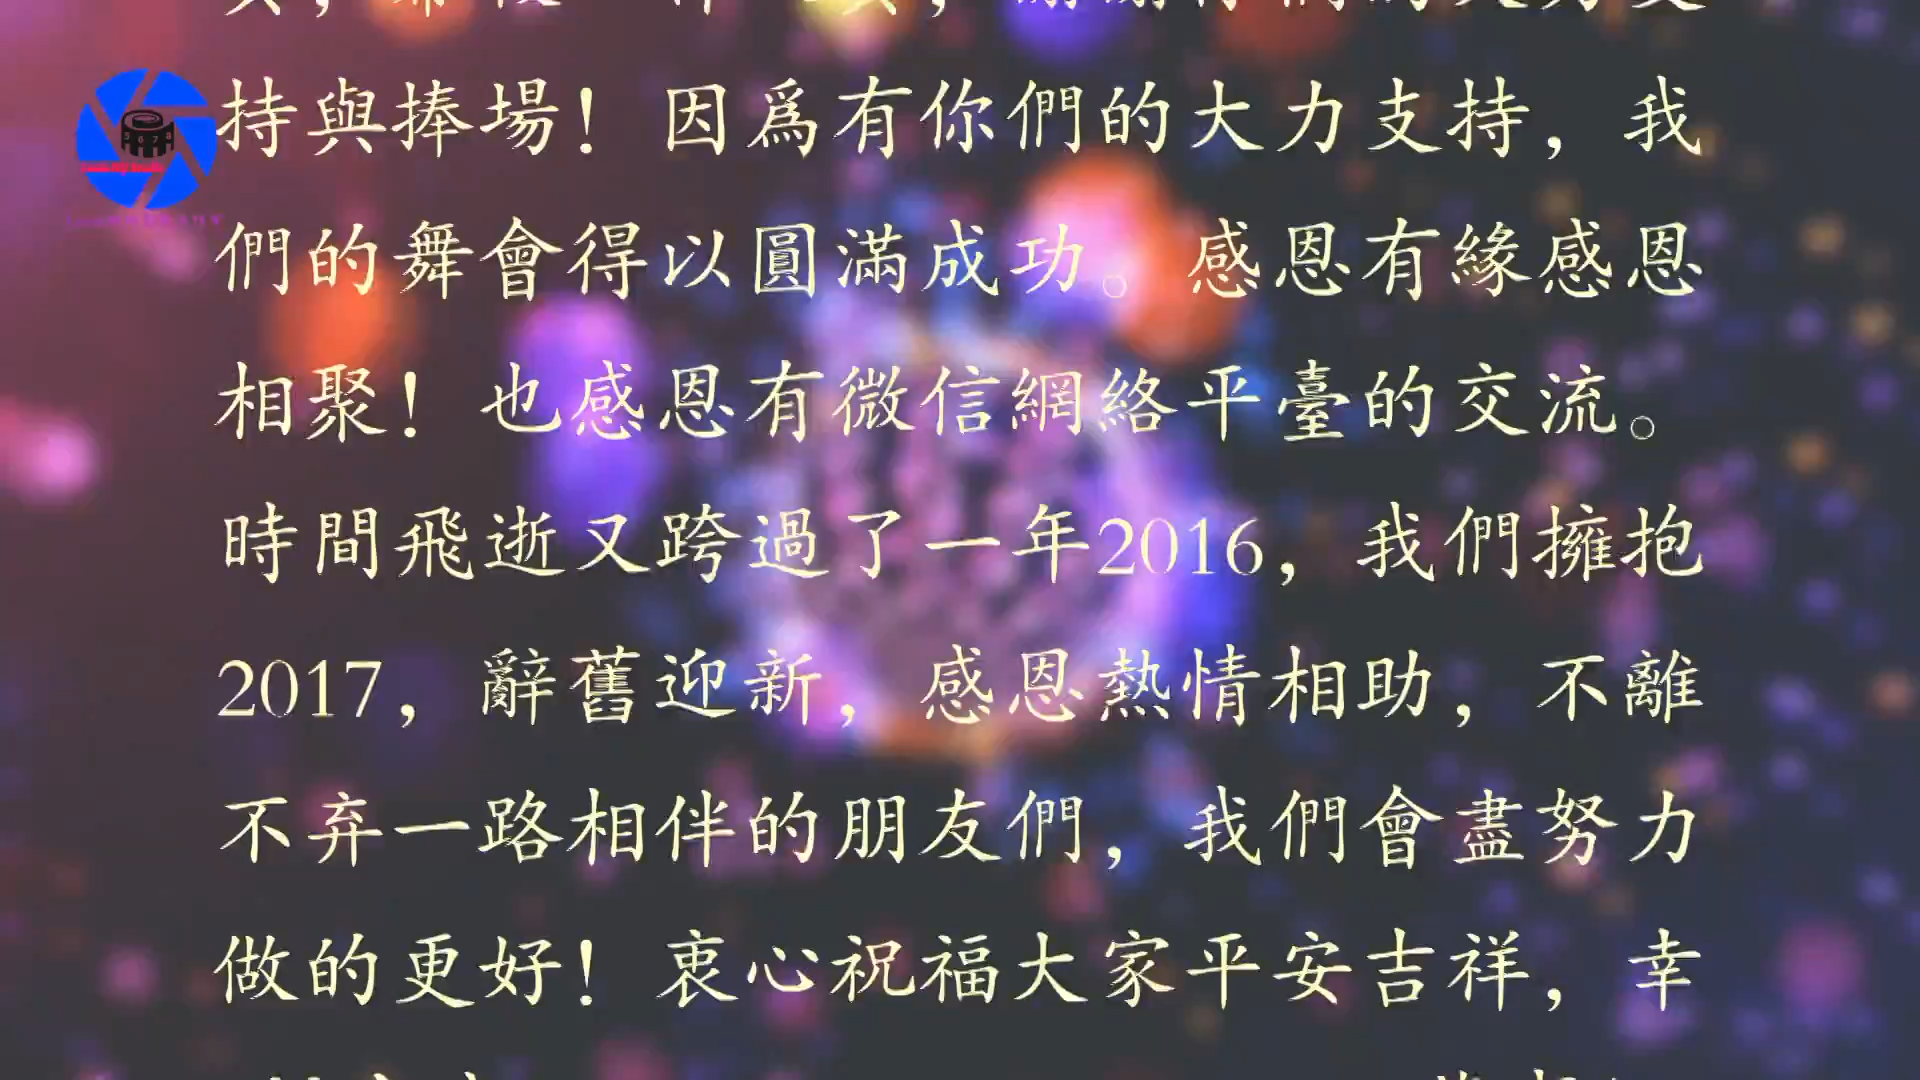 持與捧場！因爲有你們的大力支持，我
們的舞會得以圓滿成功。感恩有緣感恩
相聚！也感恩有微信網絡平臺的交流。
時間飛逝又跨過了一年2016，我們擁抱
2017，辭舊迎新，感恩熱情相助，不離
不弃一路相伴的朋友們，我們會盡努力
做的更好！衷心祝福大家平安吉祥，幸